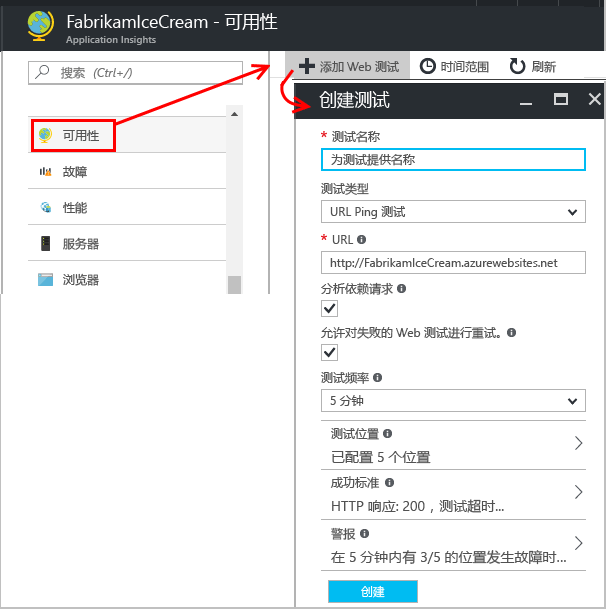 FabrikamIceCream - 可用性
Application Insights
搜索 (Ctrl+/)
可用性
故障
性能
服务器
浏览器
添加 Web 测试
时间范围
刷新
创建测试
* 测试名称
为测试提供名称
测试类型
URL Ping 测试
* URL
http://FabrikamIceCream.azurewebsites.net
分析依赖请求
允许对失败的 Web 测试进行重试。
测试频率
5 分钟
测试位置
已配置 5 个位置
成功标准
HTTP 响应: 200，测试超时...
警报
在 5 分钟内有 3/5 的位置发生故障时...
创建